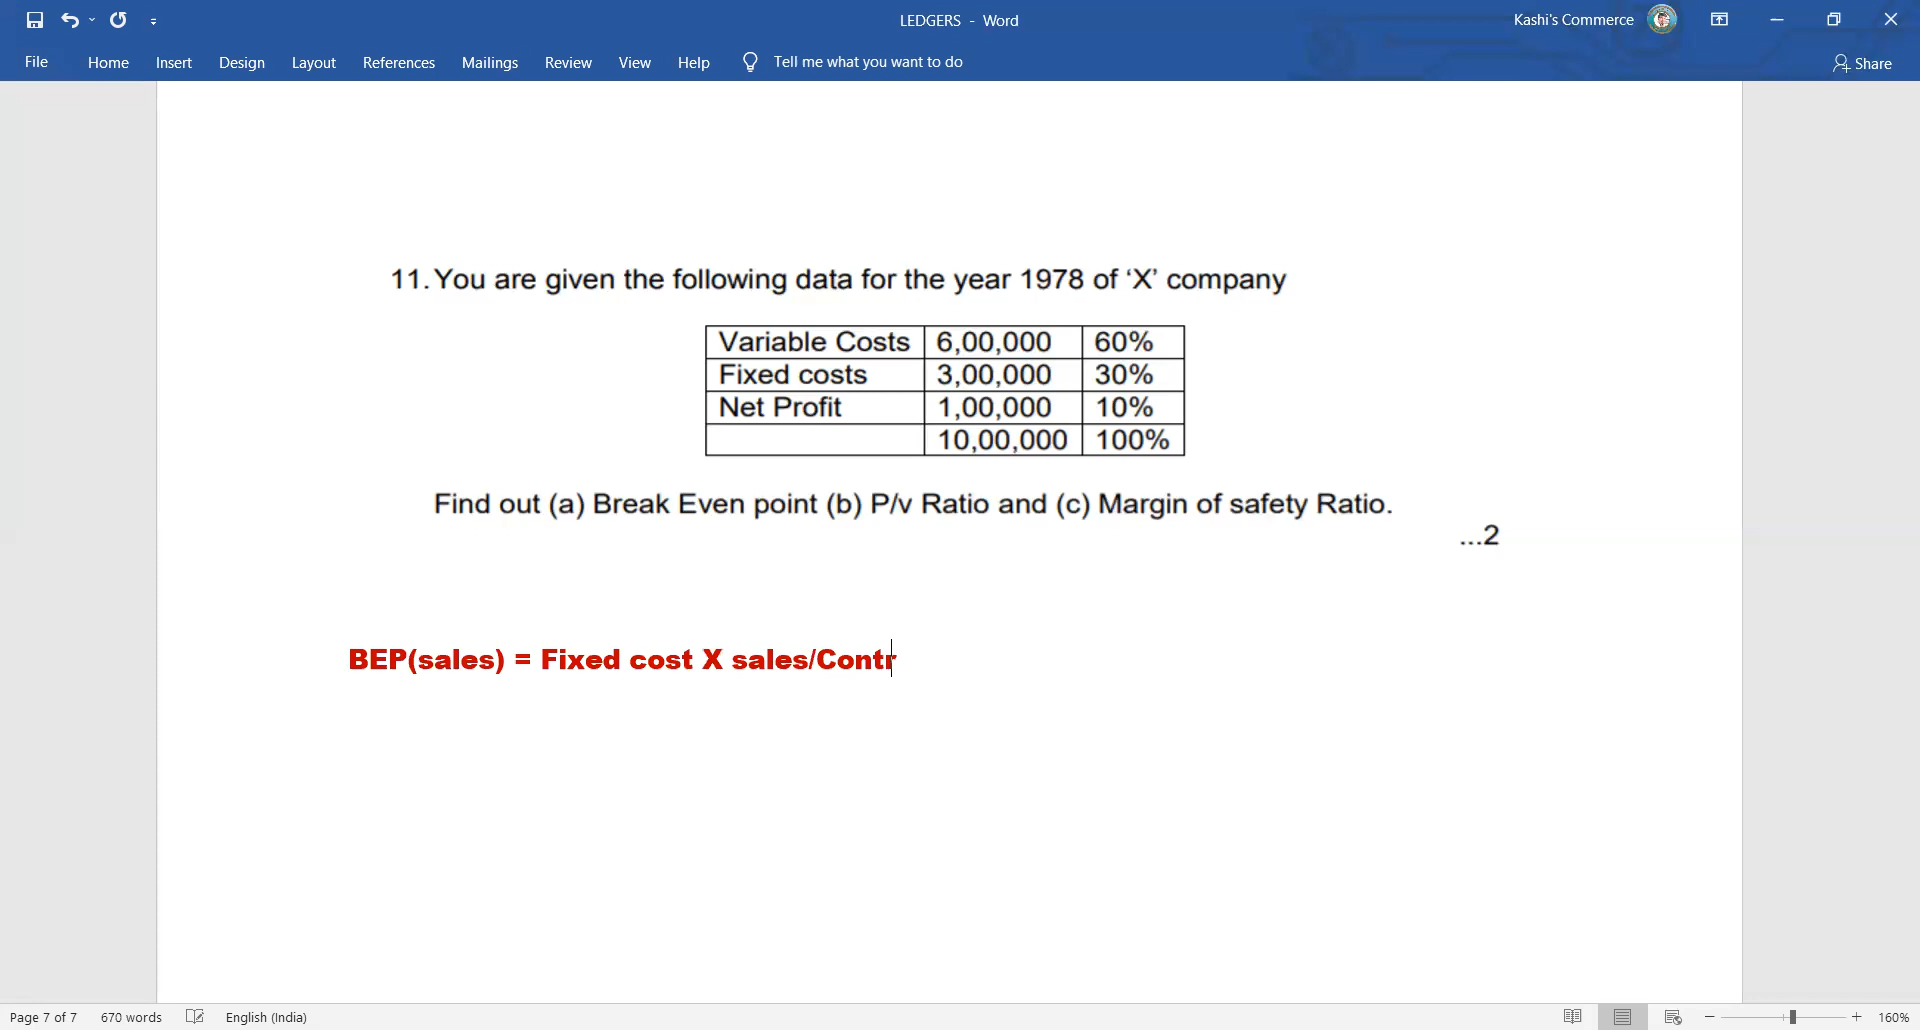 LEDGERS - Word
Kashi's Commerce
File Home Insert Design Layout References Mailings Review View Help Tell me what you want to do
Share
11. You are given the following data for the year 1978 of ‘X’ company
Variable Costs 6,00,000 60%
Fixed costs 3,00,000 30%
Net Profit 1,00,000 10%
10,00,000 100%
Find out (a) Break Even point (b) P/v Ratio and (c) Margin of safety Ratio.
...2
BEP(sales) = Fixed cost X sales/Contr
Page 7 of 7 670 words English (India) 160%